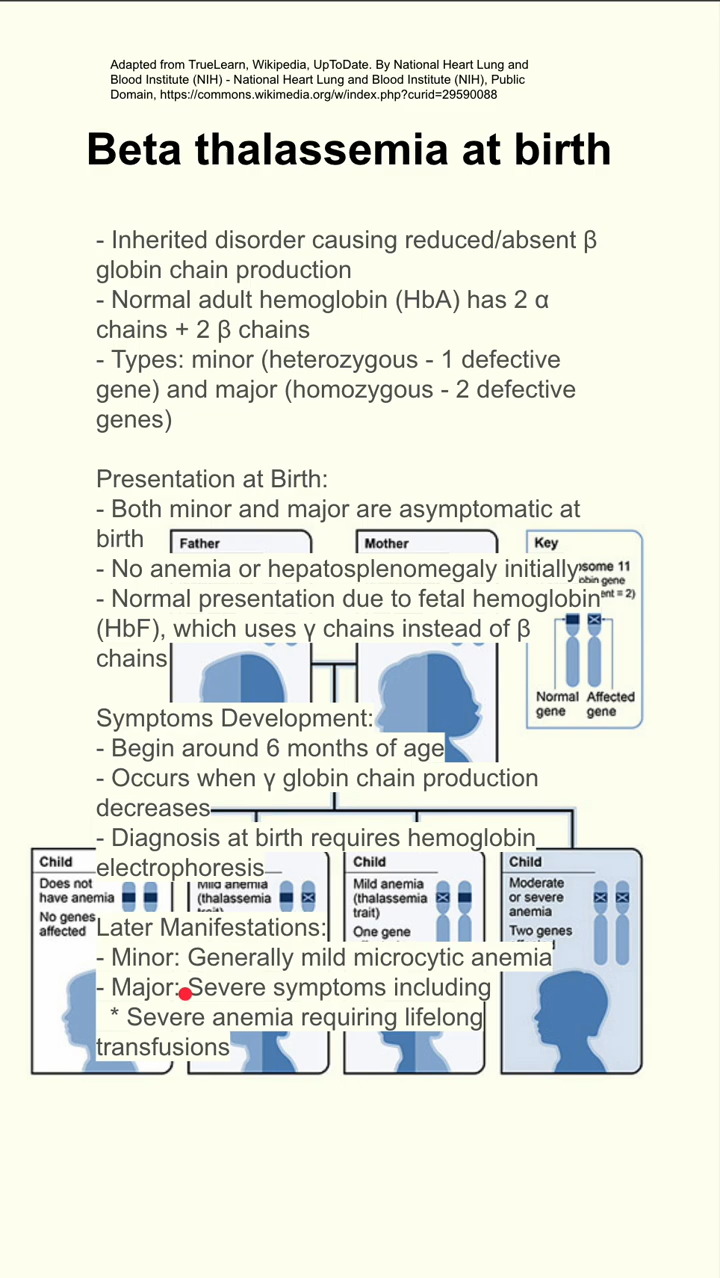 Adapted from TrueLearn, Wikipedia, UpToDate. By National Heart Lung and
Blood Institute (NIH) - National Heart Lung and Blood Institute (NIH), Public
Domain, https://commons.wikimedia.org/w/index.php?curid=29590088
Beta thalassemia at birth
- Inherited disorder causing reduced/absent β
globin chain production
- Normal adult hemoglobin (HbA) has 2 α
chains + 2 β chains
- Types: minor (heterozygous - 1 defective
gene) and major (homozygous - 2 defective
genes)
Presentation at Birth:
- Both minor and major are asymptomatic at
birth
- No anemia or hepatosplenomegaly initially
- Normal presentation due to fetal hemoglobin
(HbF), which uses γ chains instead of β
chains
Symptoms Development:
- Begin around 6 months of age
- Occurs when γ globin chain production
decreases
- Diagnosis at birth requires hemoglobin
electrophoresis
Later Manifestations:
- Minor: Generally mild microcytic anemia
- Major: Severe symptoms including
* Severe anemia requiring lifelong
transfusions
Father
Mother
Key
11
gene
= 2)
Normal
gene
Affected
gene
Child
Does not
have anemia
No genes
affected
Mild anemia
(thalassemia
trait)
Child
Mild anemia
(thalassemia
trait)
One gene
Child
Moderate
or severe
anemia
Two genes